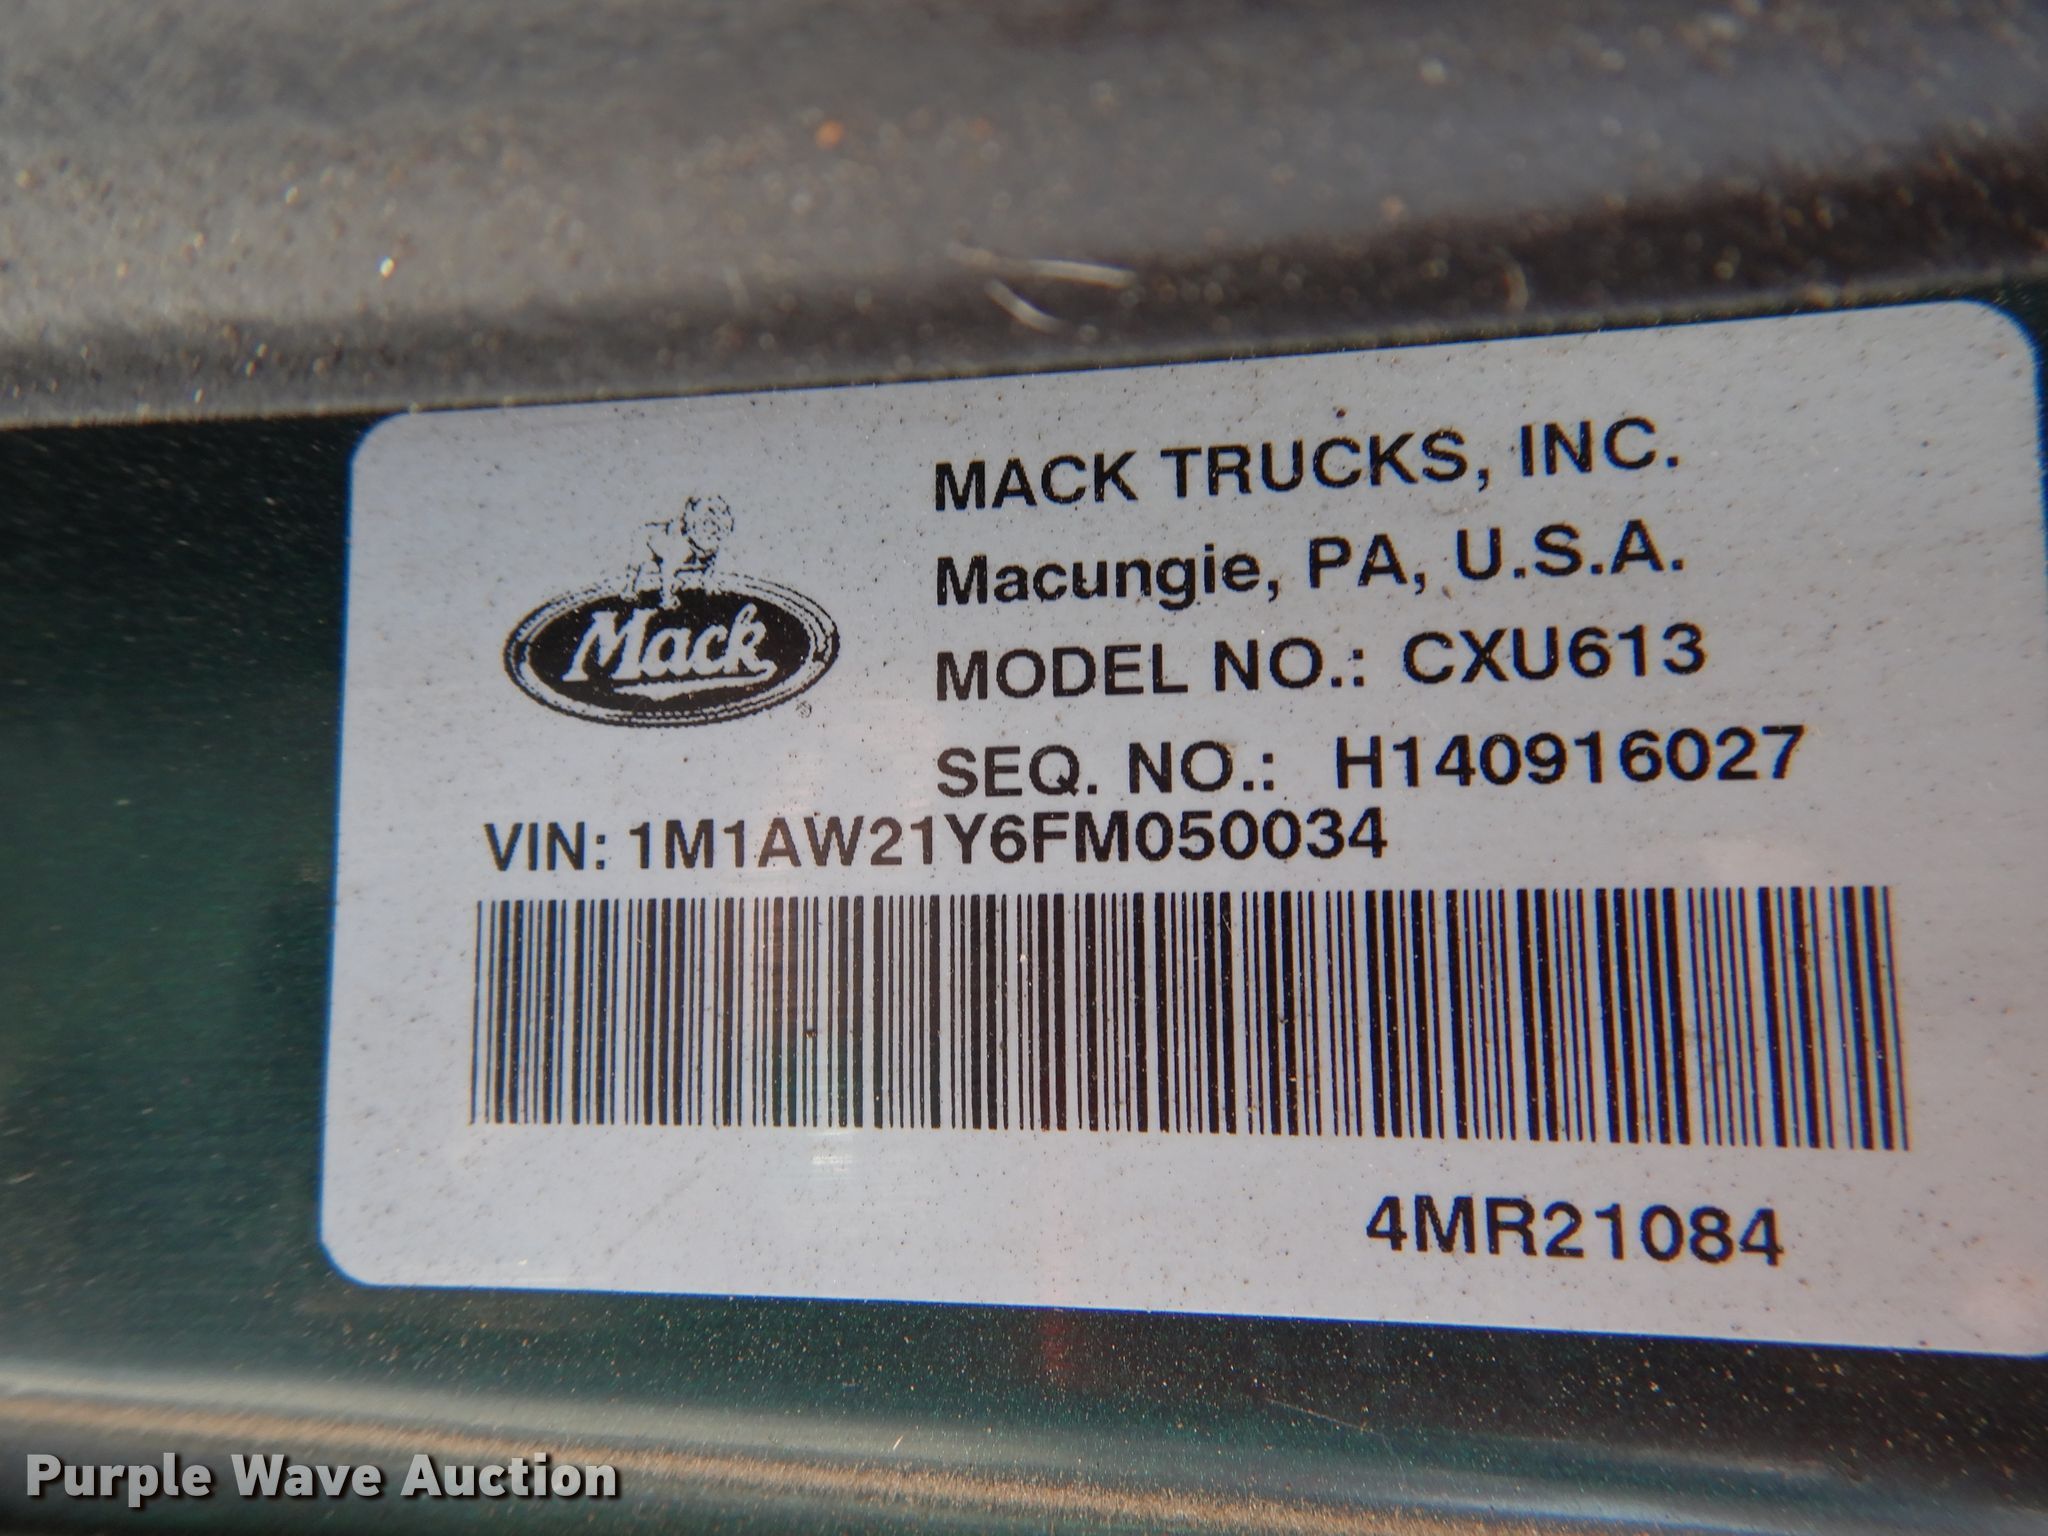 MACK TRUCKS, INC.
Macungie, PA, U.S.A.
Mack
®
MODEL NO.: CXU613
SEQ. NO.: H140916027
VIN: 1M1AW21Y6FM050034
4MR21084
Purple Wave Auction